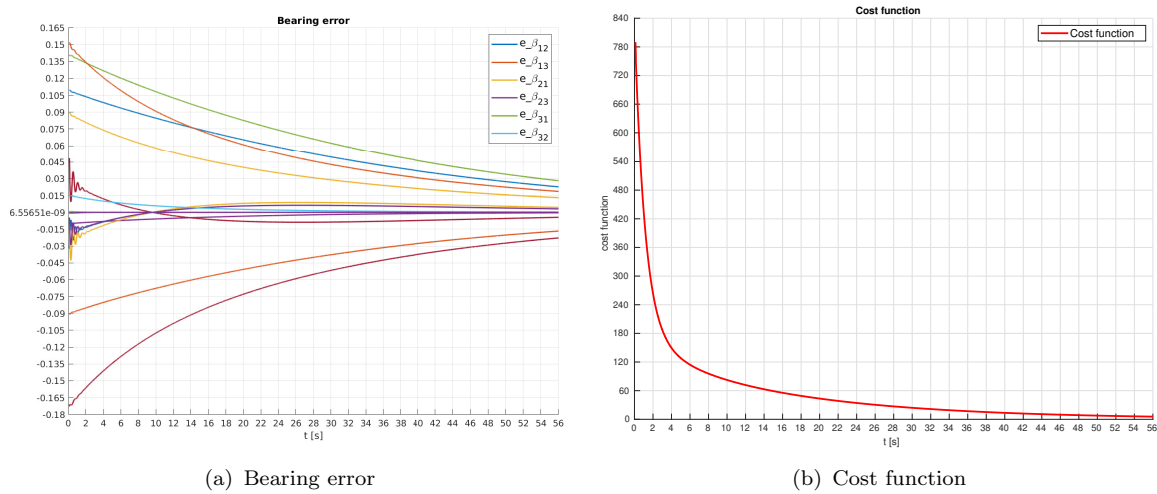 Bearing error
0.165
0.15
0.135
0.12
0.105
0.09
0.075
0.06
0.045
0.03
0.015
6.55651e-09
-0.015
-0.03
-0.045
-0.06
-0.075
-0.09
-0.105
-0.12
-0.135
-0.15
-0.165
-0.18
0 2 4 6 8 10 12 14 16 18 20 22 24 26 28 30 32 34 36 38 40 42 44 46 48 50 52 54 56
t [s]
e_β12
e_β13
e_β21
e_β23
e_β31
e_β32
(a) Bearing error
Cost function
840
780
720
660
600
540
480
420
360
300
240
180
120
60
0
cost function
0 2 4 6 8 10 12 14 16 18 20 22 24 26 28 30 32 34 36 38 40 42 44 46 48 50 52 54 56
t [s]
Cost function
(b) Cost function